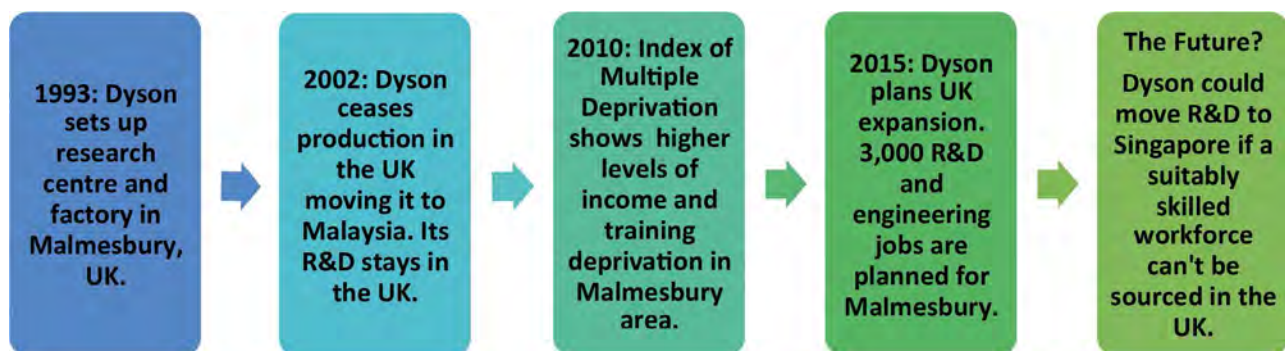 1993: Dyson
sets up
research
centre and
factory in
Malmesbury,
UK.
2002: Dyson
ceases
production in
the UK
moving it to
Malaysia. Its
R&D stays in
the UK.
2010: Index of
Multiple
Deprivation
shows higher
levels of
income and
training
deprivation in
Malmesbury
area.
2015: Dyson
plans UK
expansion.
3,000 R&D
and
engineering
jobs are
planned for
Malmesbury.
The Future?
Dyson could
move R&D to
Singapore if a
suitably
skilled
workforce
can't be
sourced in the
UK.